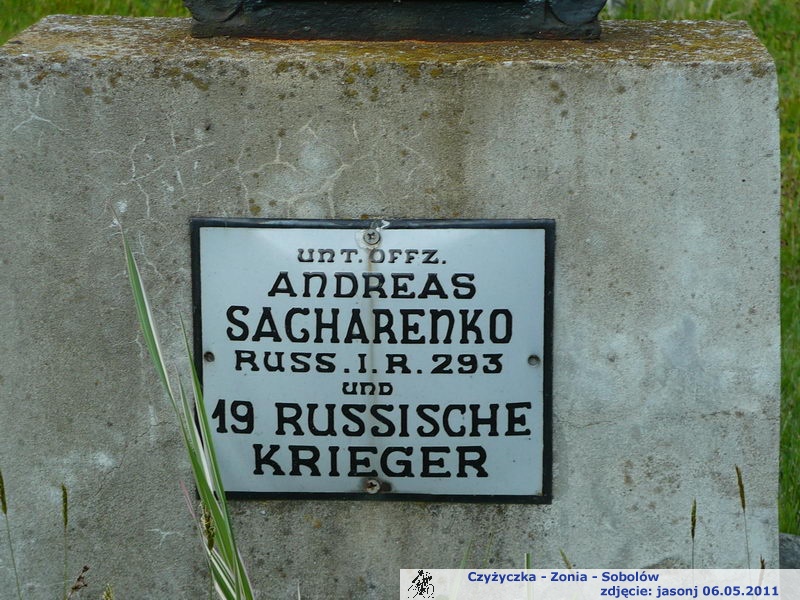 UNT. OFFZ.
ANDREAS
SACHARENKO
RUSS. I. R. 293
UND
19 RUSSISCHE
KRIEGER
Czyżyczka - Zonia - Sobolów
zdjęcie: jasonj 06.05.2011